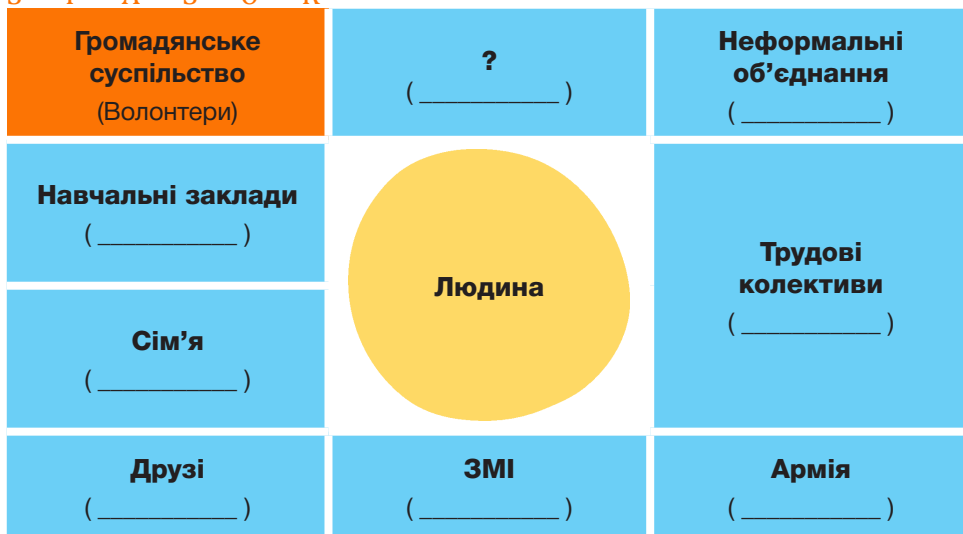 Громадянське
суспільство
(Волонтери)
?
( ___________ )
Неформальні
об’єднання
( ___________ )
Навчальні заклади
( ___________ )
Людина
Трудові
колективи
( ___________ )
Сім’я
( ___________ )
Друзі
( ___________ )
ЗМІ
( ___________ )
Армія
( ___________ )